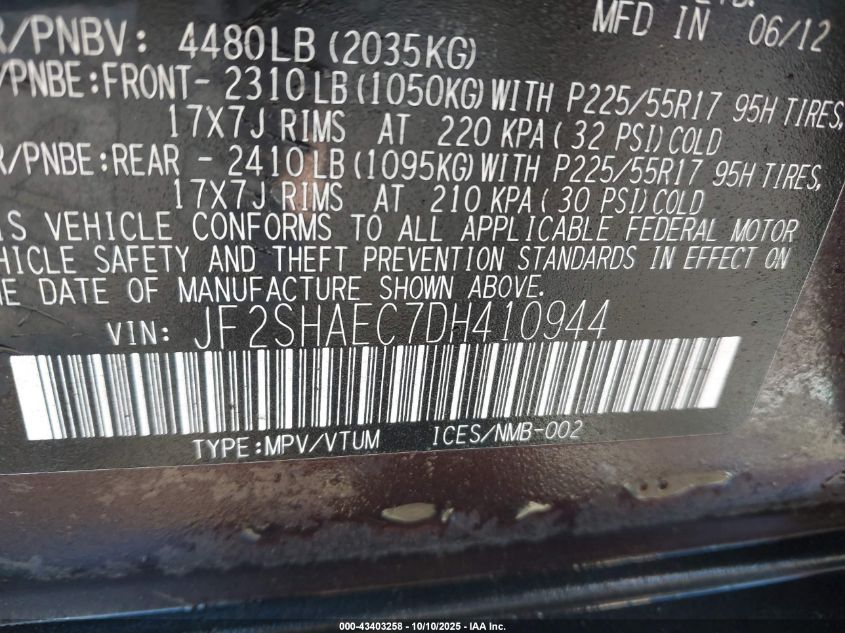 MFD IN 06/12
R/PNBV: 4480LB (2035KG)
/PNBE:FRONT- 2310LB(1050KG)WITH P225/55R17 95H TIRES,
17X7J RIMS AT 220 KPA( 32 PSI)COLD
R/PNBE:REAR - 2410LB(1095KG)WITH P225/55R17 95H TIRES,
17X7J RIMS AT 210 KPA( 30 PSI)COLD
IS VEHICLE CONFORMS TO ALL APPLICABLE FEDERAL MOTOR
HICLE SAFETY AND THEFT PREVENTION STANDARDS IN EFFECT ON
E DATE OF MANUFACTURE SHOWN ABOVE.
VIN: JF2SHAEC7DH410944
TYPE:MPV/VTUM ICES/NMB-002
000-43403258 - 10/10/2025 - IAA Inc.